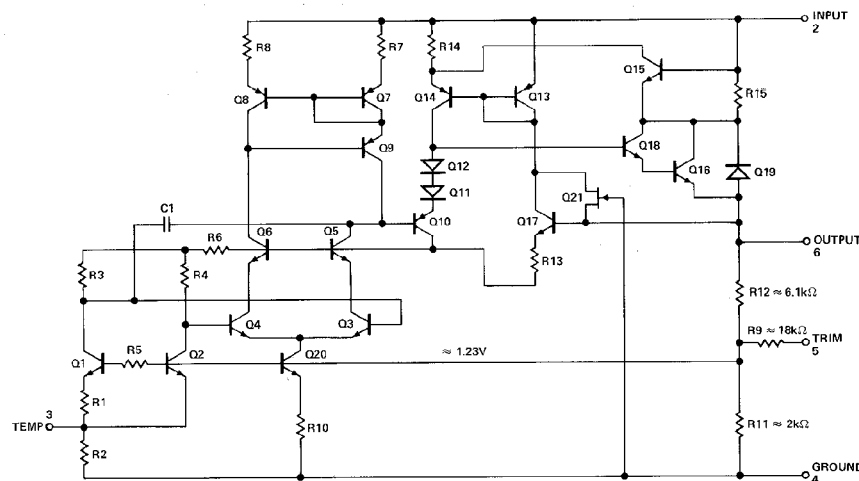 INPUT
2
R8
R7
R14
Q15
R15
Q8
Q7
Q14
Q13
Q9
Q18
Q16
Q19
Q12
Q11
Q21
C1
Q10
Q17
R6
Q6
Q5
OUTPUT
6
R3
R4
R13
R12 ≈ 6.1kΩ
Q4
Q3
R9 ≈ 18kΩ
TRIM
5
Q1
R5
Q2
Q20
≈ 1.23V
R1
TEMP
3
R10
R11 ≈ 2kΩ
R2
GROUND
4